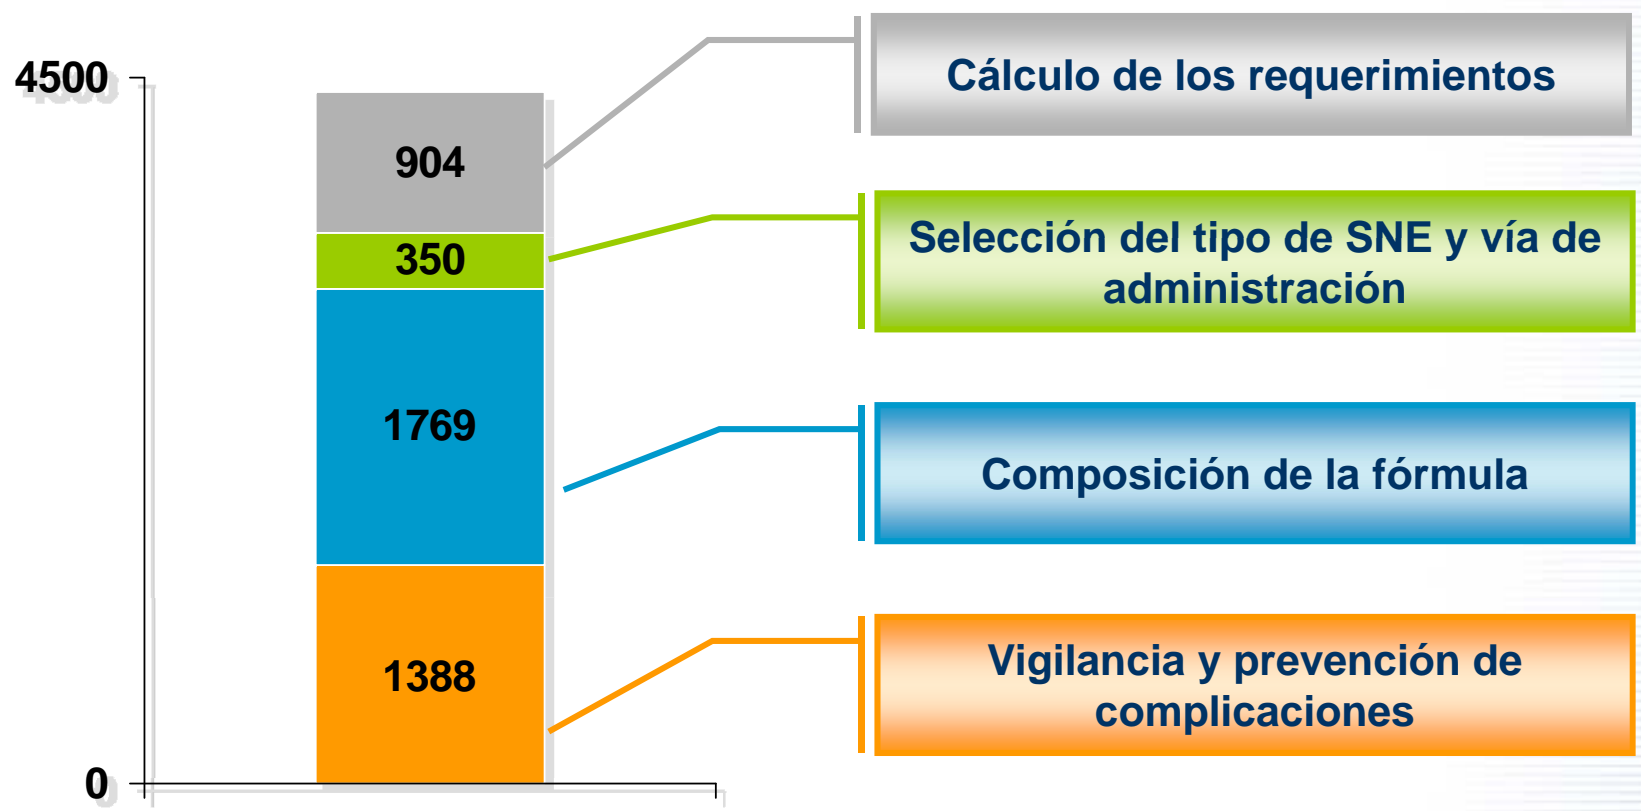 4500
904
350
1769
1388
0
Cálculo de los requerimientos
Selección del tipo de SNE y vía de
administración
Composición de la fórmula
Vigilancia y prevención de
complicaciones